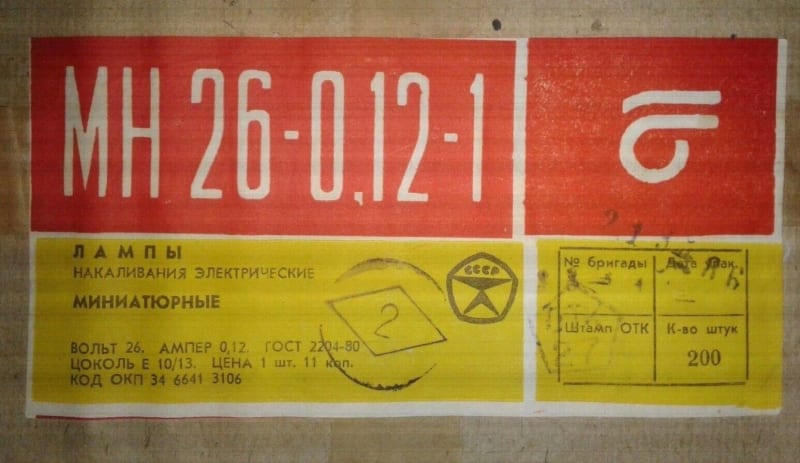 МН 26-0,12-1
ЛАМПЫ
НАКАЛИВАНИЯ ЭЛЕКТРИЧЕСКИЕ
МИНИАТЮРНЫЕ
ВОЛЬТ 26. АМПЕР 0,12. ГОСТ 2204-80
ЦОКОЛЬ Е 10/13. ЦЕНА 1 шт. 11 коп.
КОД ОКП 34 6641 3106
2
СССР
№ бригады Дата упак.
Штамп ОТК К-во штук
200